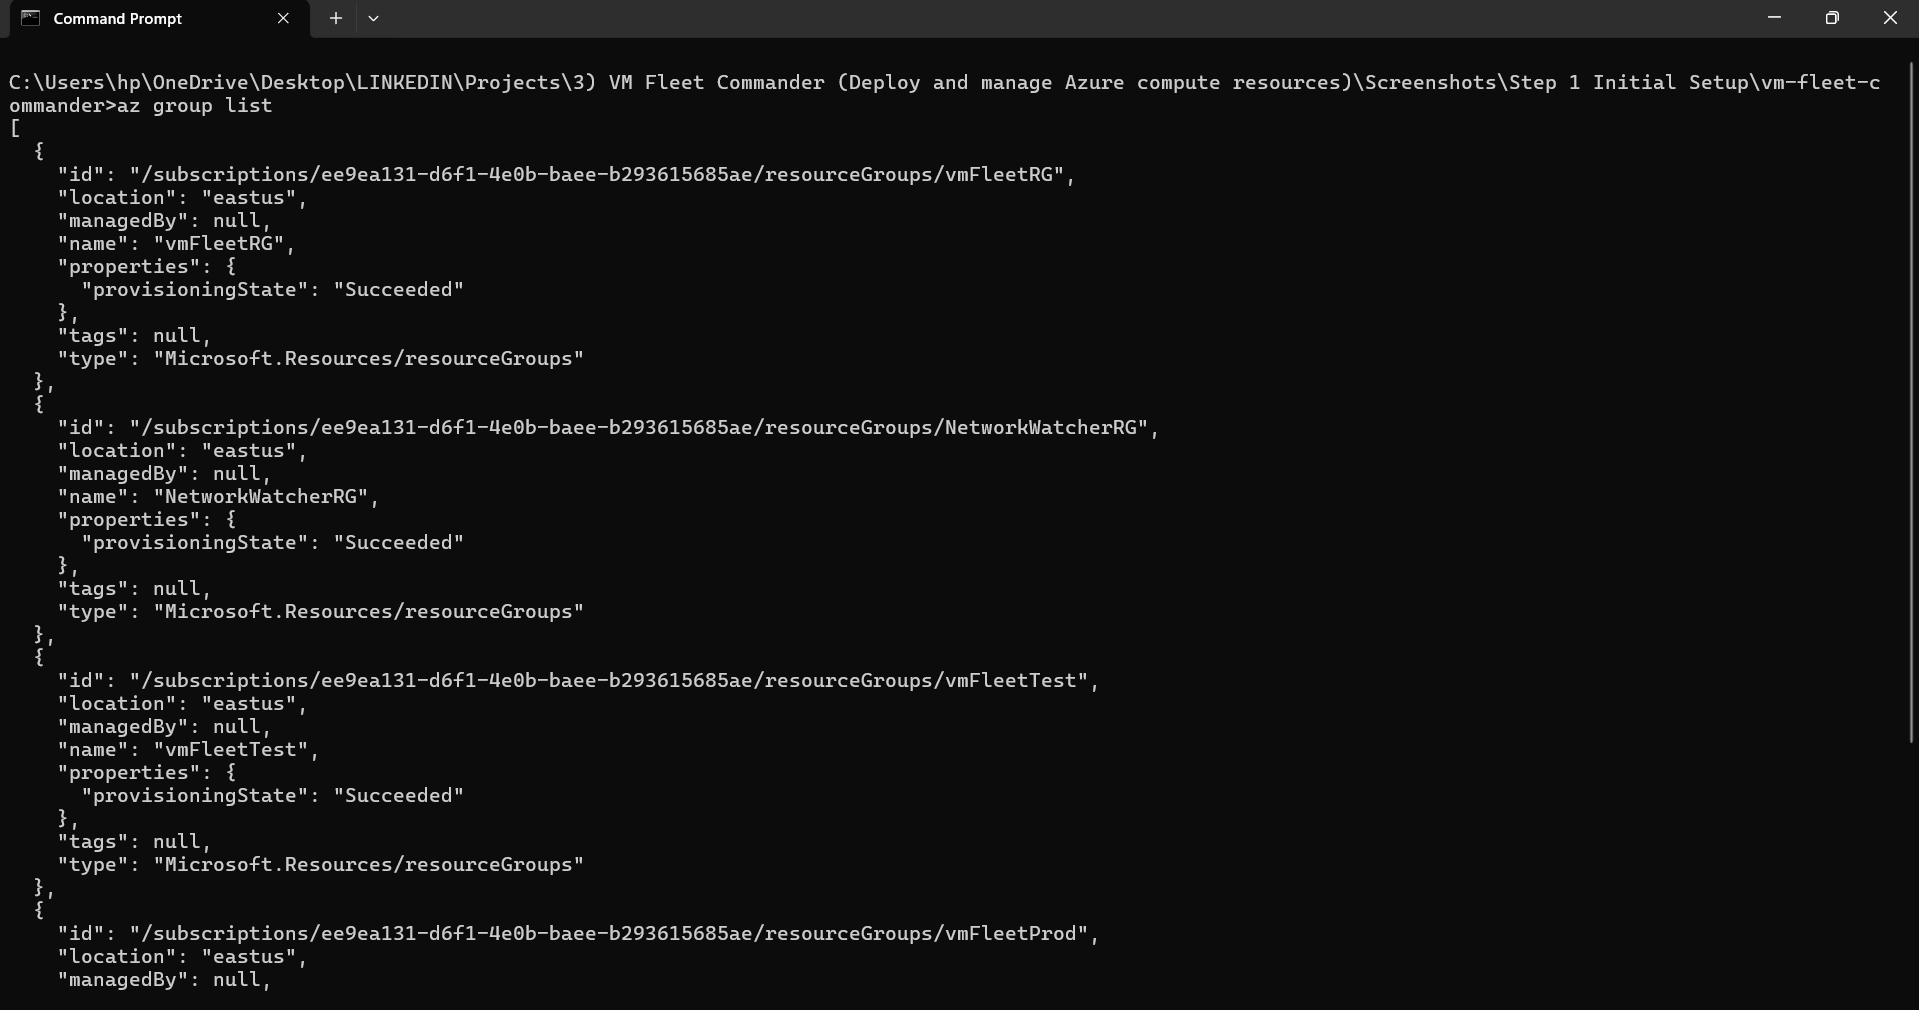 Command Prompt
C:\Users\hp\OneDrive\Desktop\LINKEDIN\Projects\3) VM Fleet Commander (Deploy and manage Azure compute resources)\Screenshots\Step 1 Initial Setup\vm-fleet-c
ommander>az group list
[
  {
    "id": "/subscriptions/ee9ea131-d6f1-4e0b-baee-b293615685ae/resourceGroups/vmFleetRG",
    "location": "eastus",
    "managedBy": null,
    "name": "vmFleetRG",
    "properties": {
      "provisioningState": "Succeeded"
    },
    "tags": null,
    "type": "Microsoft.Resources/resourceGroups"
  },
  {
    "id": "/subscriptions/ee9ea131-d6f1-4e0b-baee-b293615685ae/resourceGroups/NetworkWatcherRG",
    "location": "eastus",
    "managedBy": null,
    "name": "NetworkWatcherRG",
    "properties": {
      "provisioningState": "Succeeded"
    },
    "tags": null,
    "type": "Microsoft.Resources/resourceGroups"
  },
  {
    "id": "/subscriptions/ee9ea131-d6f1-4e0b-baee-b293615685ae/resourceGroups/vmFleetTest",
    "location": "eastus",
    "managedBy": null,
    "name": "vmFleetTest",
    "properties": {
      "provisioningState": "Succeeded"
    },
    "tags": null,
    "type": "Microsoft.Resources/resourceGroups"
  },
  {
    "id": "/subscriptions/ee9ea131-d6f1-4e0b-baee-b293615685ae/resourceGroups/vmFleetProd",
    "location": "eastus",
    "managedBy": null,